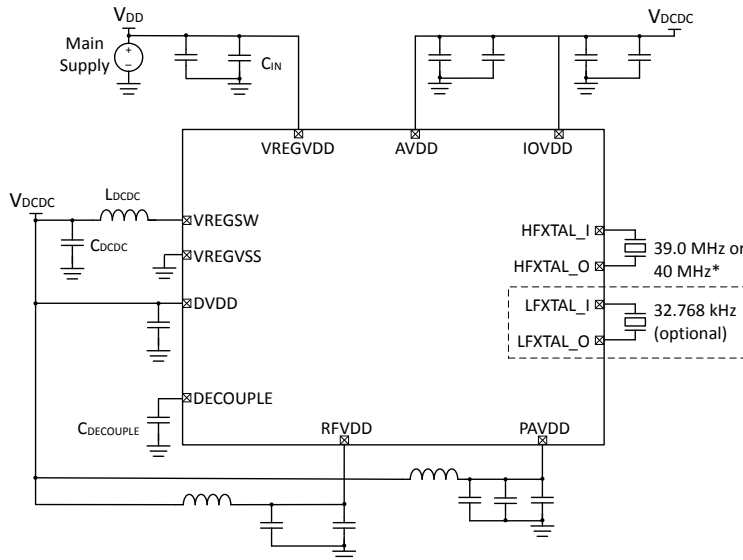 VDD
VDCDC
Main
Supply
+
−
CIN
VREGVDD
AVDD
IOVDD
VDCDC
LDCDC
VREGSW
CDCDC
VREGVSS
DVDD
HFXTAL_I
HFXTAL_O
39.0 MHz or
40 MHz*
LFXTAL_I
LFXTAL_O
32.768 kHz
(optional)
DECOUPLE
CDECOUPLE
RFVDD
PAVDD